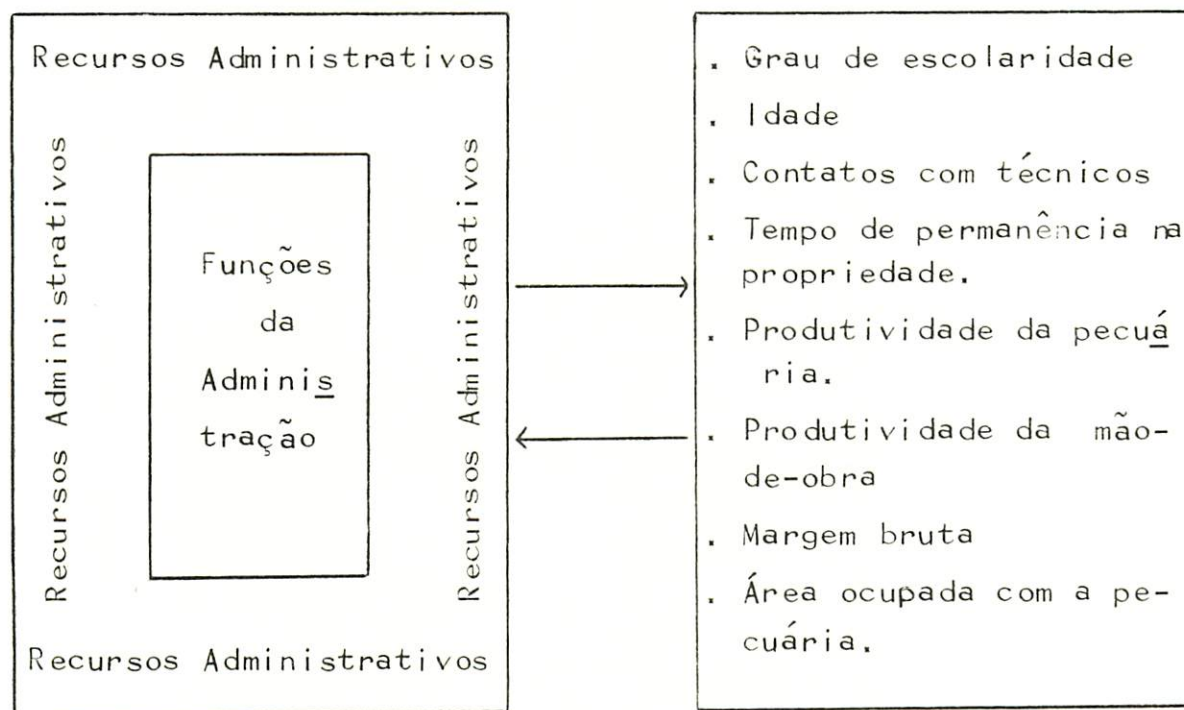 Recursos Administrativos
Recursos Administrativos
Funções
da
Adminis
tração
Recursos Administrativos
Recursos Administrativos
. Grau de escolaridade
. Idade
. Contatos com técnicos
. Tempo de permanência na
propriedade.
. Produtividade da pecuá
ria.
. Produtividade da mão-
de-obra
. Margem bruta
. Área ocupada com a pe-
cuária.